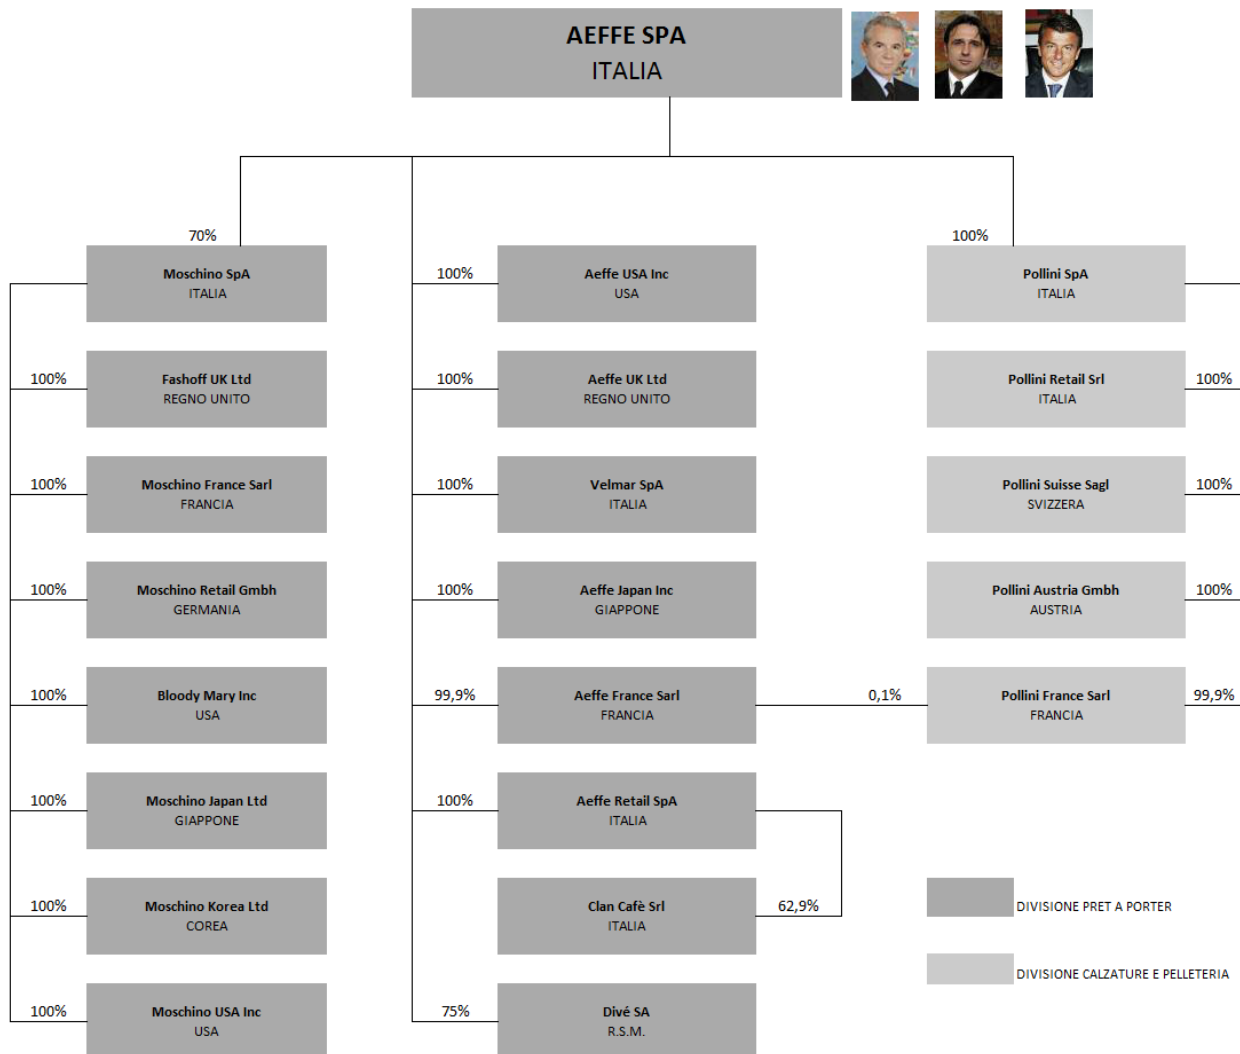 AEFFE SPA
ITALIA
70%
100%
Moschino SpA
ITALIA
100%
Aeffe USA Inc
USA
Pollini SpA
ITALIA
100%
Fashoff UK Ltd
REGNO UNITO
100%
Aeffe UK Ltd
REGNO UNITO
Pollini Retail Srl
ITALIA
100%
100%
Moschino France Sarl
FRANCIA
100%
Velmar SpA
ITALIA
Pollini Suisse Sagl
SVIZZERA
100%
100%
Moschino Retail Gmbh
GERMANIA
100%
Aeffe Japan Inc
GIAPPONE
Pollini Austria Gmbh
AUSTRIA
100%
100%
Bloody Mary Inc
USA
99,9%
Aeffe France Sarl
FRANCIA
0,1%
Pollini France Sarl
FRANCIA
99,9%
100%
Moschino Japan Ltd
GIAPPONE
100%
Aeffe Retail SpA
ITALIA
100%
Moschino Korea Ltd
COREA
Clan Cafè Srl
ITALIA
62,9%
DIVISIONE PRET A PORTER
DIVISIONE CALZATURE E PELLETERIA
100%
Moschino USA Inc
USA
75%
Divé SA
R.S.M.